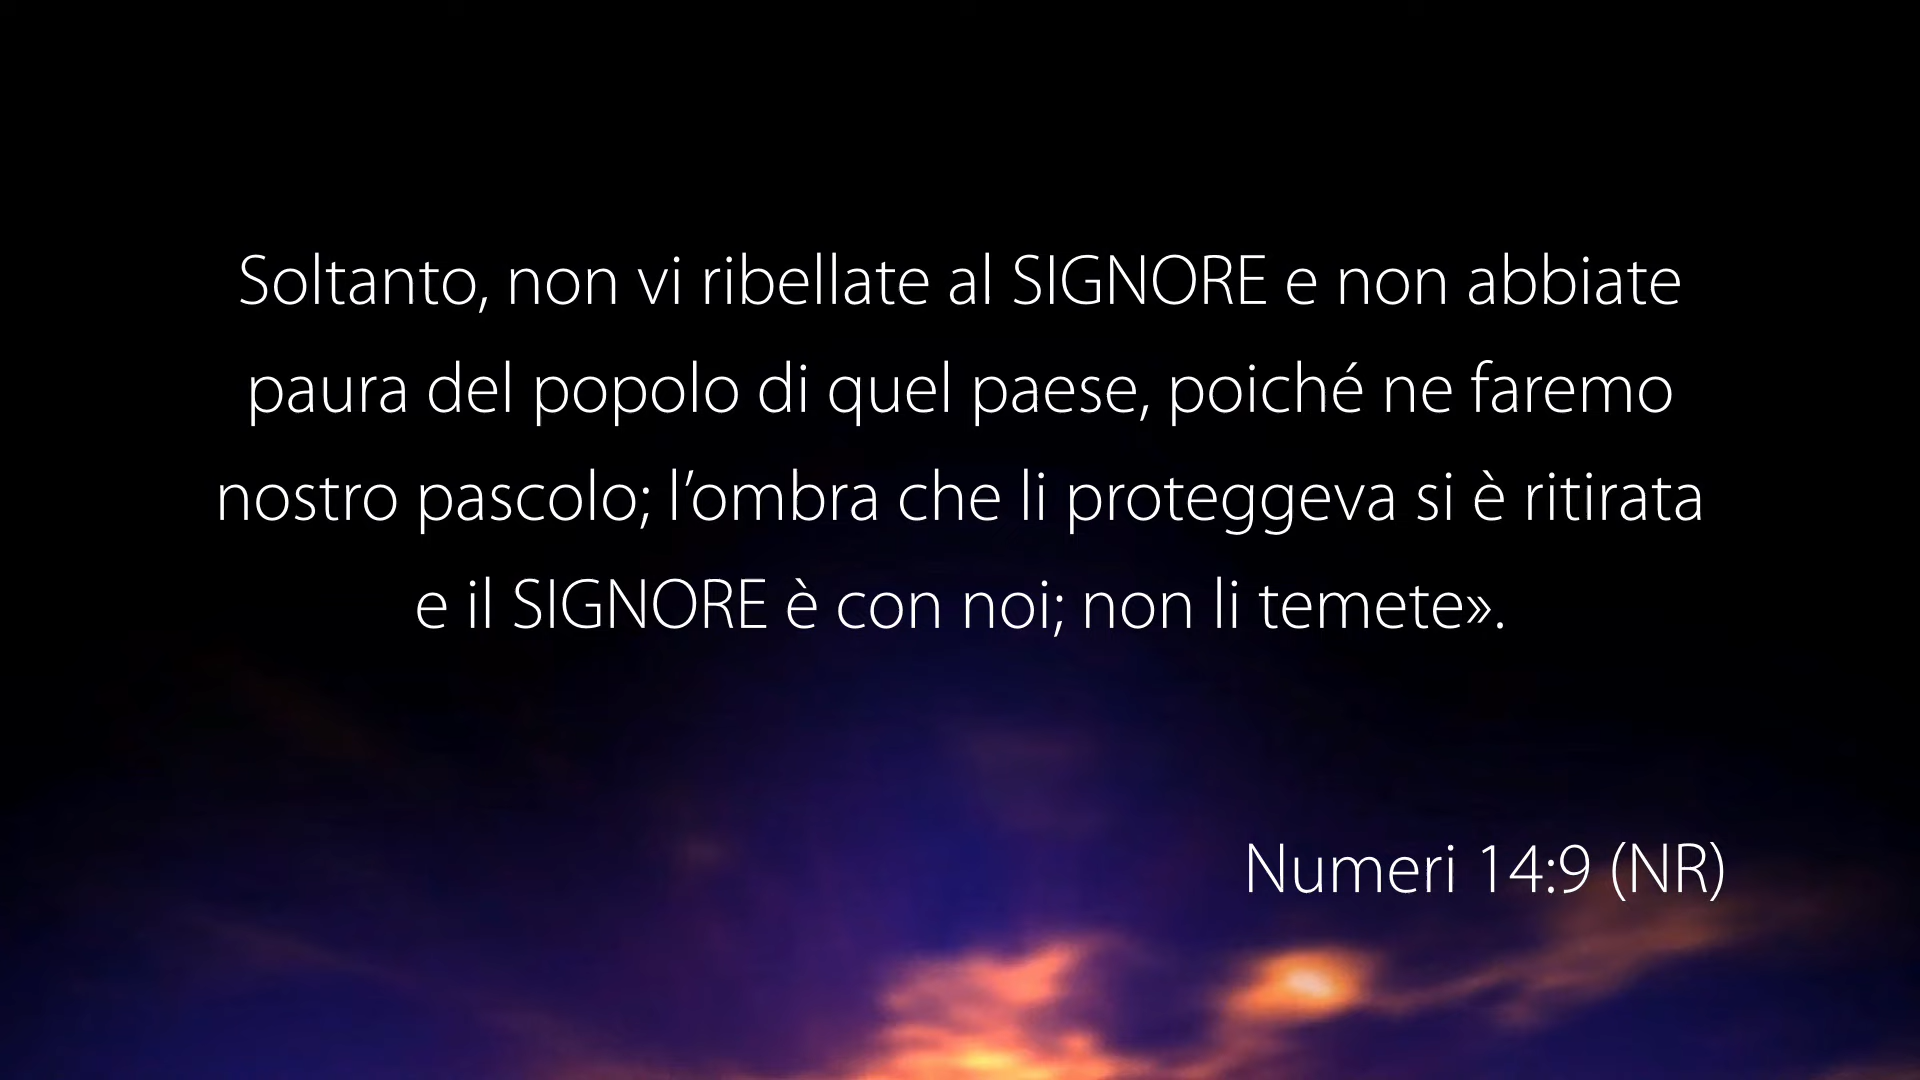 Soltanto, non vi ribellate al SIGNORE e non abbiate
paura del popolo di quel paese, poiché ne faremo
nostro pascolo; l’ombra che li proteggeva si è ritirata
e il SIGNORE è con noi; non li temete».
Numeri 14:9 (NR)